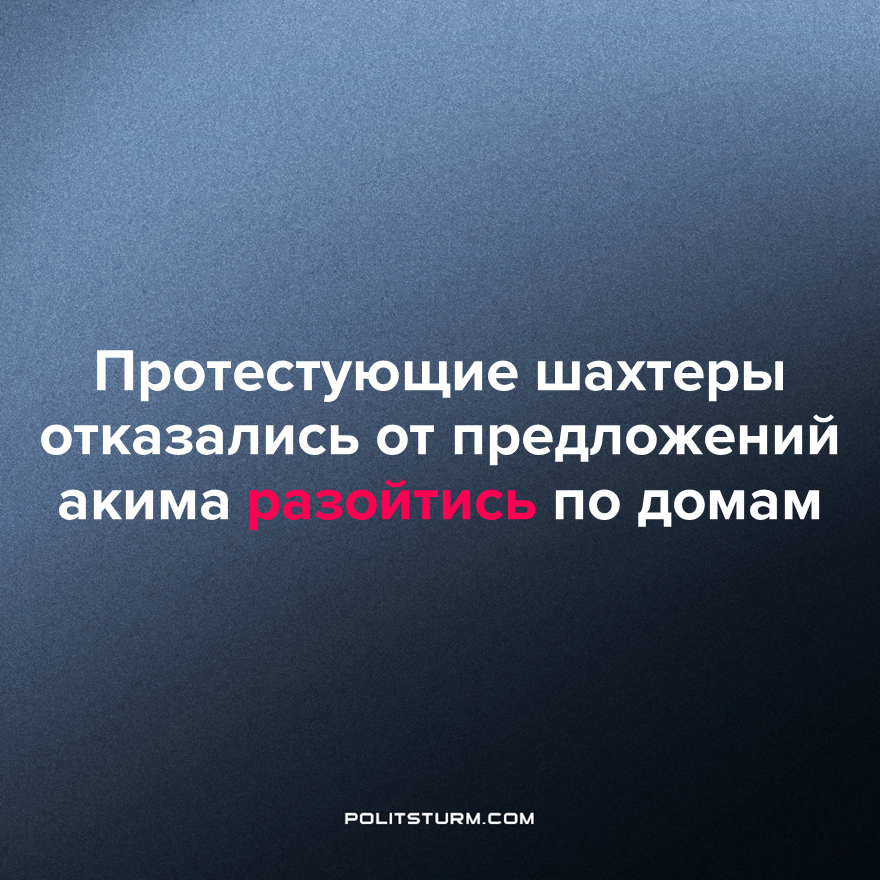 Протестующие шахтеры
отказались от предложений
акима разойтись по домам
POLITSTURM.COM